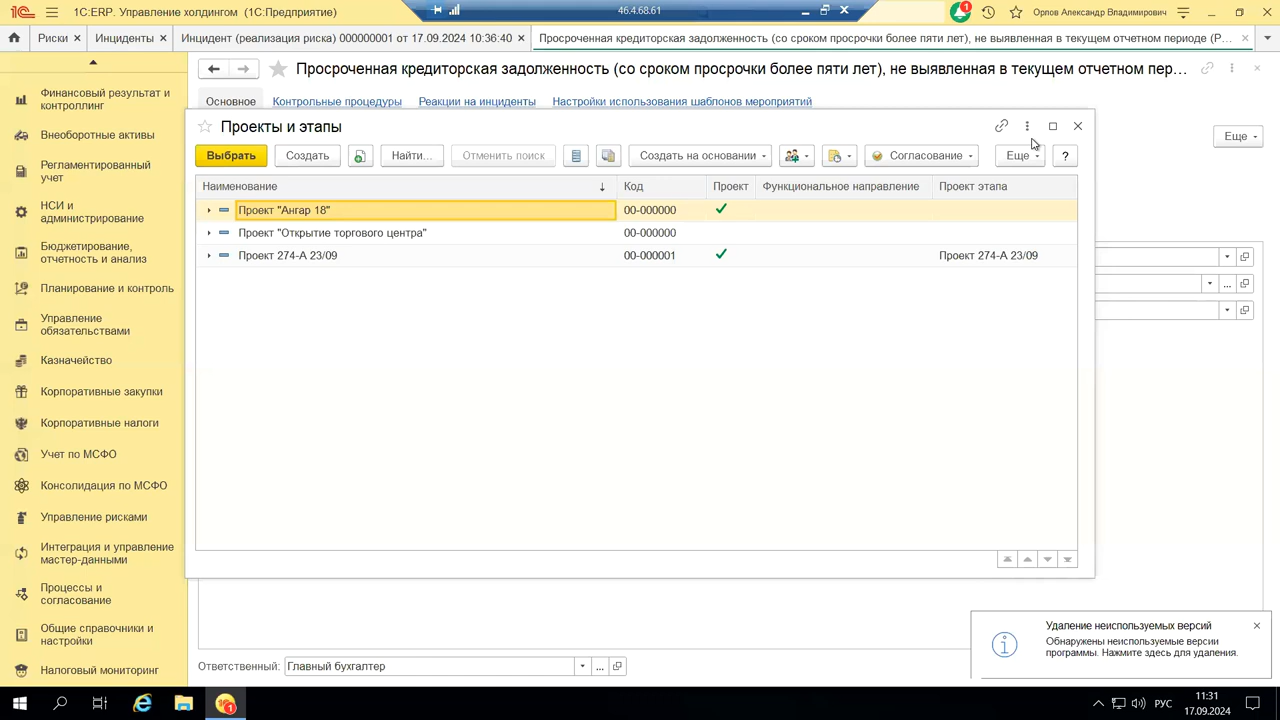 1С:ERP. Управление холдингом (1С:Предприятие)
46.4.68.61
Орлов Александр Владимирович
Риски
Инциденты
Инцидент (реализация риска) 000000001 от 17.09.2024 10:36:40
Просроченная кредиторская задолженность (со сроком просрочки более пяти лет), не выявленная в текущем отчетном периоде (Р...
Просроченная кредиторская задолженность (со сроком просрочки более пяти лет), не выявленная в текущем отчетном пер...
Основное
Контрольные процедуры
Реакции на инциденты
Настройки использования шаблонов мероприятий
Еще
Финансовый результат и
контроллинг
Внеоборотные активы
Регламентированный
учет
НСИ и
администрирование
Бюджетирование,
отчетность и анализ
Планирование и контроль
Управление
обязательствами
Казначейство
Корпоративные закупки
Корпоративные налоги
Учет по МСФО
Консолидация по МСФО
Управление рисками
Интеграция и управление
мастер-данными
Процессы и
согласование
Общие справочники и
настройки
Налоговый мониторинг
Проекты и этапы
Выбрать
Создать
Найти...
Отменить поиск
Создать на основании
Согласование
Еще
?
Наименование
Код
Проект
Функциональное направление
Проект этапа
Проект "Ангар 18"
00-000000
Проект "Открытие торгового центра"
00-000000
Проект 274-А 23/09
00-000001
Проект 274-А 23/09
Удаление неиспользуемых версий
Обнаружены неиспользуемые версии
программы. Нажмите здесь для удаления.
Ответственный:
Главный бухгалтер
РУС
11:31
17.09.2024